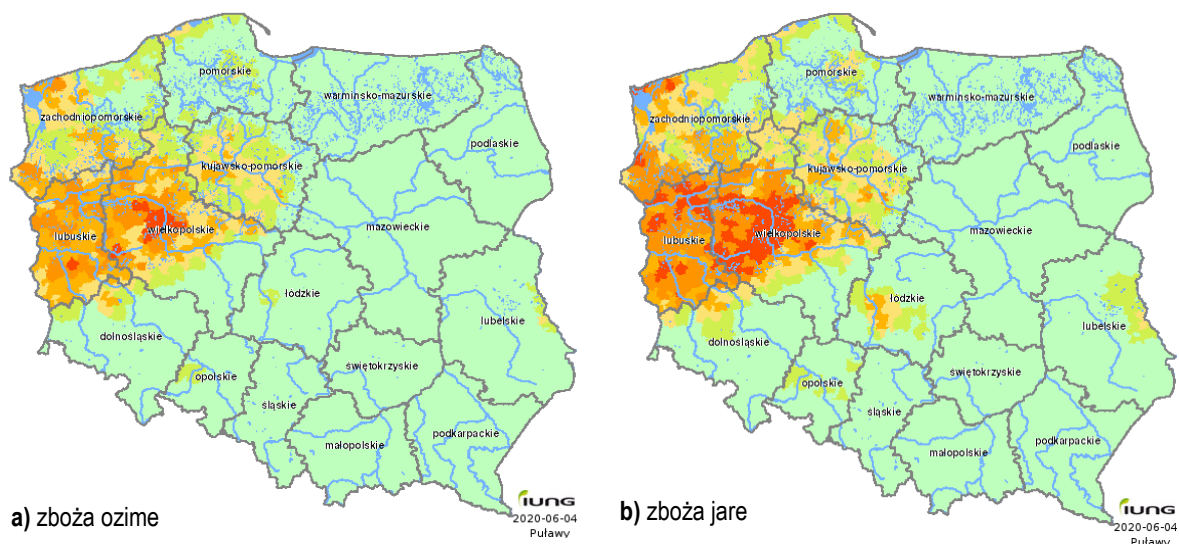 pomorskie
warmińsko-mazurskie
zachodniopomorskie
podlaskie
kujawsko-pomorskie
lubuskie
wielkopolskie
mazowieckie
łódzkie
lubelskie
dolnośląskie
opolskie
świętokrzyskie
śląskie
małopolskie
podkarpackie
a) zboża ozime
IUNG
2020-06-04
Puławy
pomorskie
warmińsko-mazurskie
zachodniopomorskie
podlaskie
kujawsko-pomorskie
lubuskie
wielkopolskie
mazowieckie
łódzkie
lubelskie
dolnośląskie
opolskie
świętokrzyskie
śląskie
małopolskie
podkarpackie
b) zboża jare
IUNG
2020-06-04
Puławy